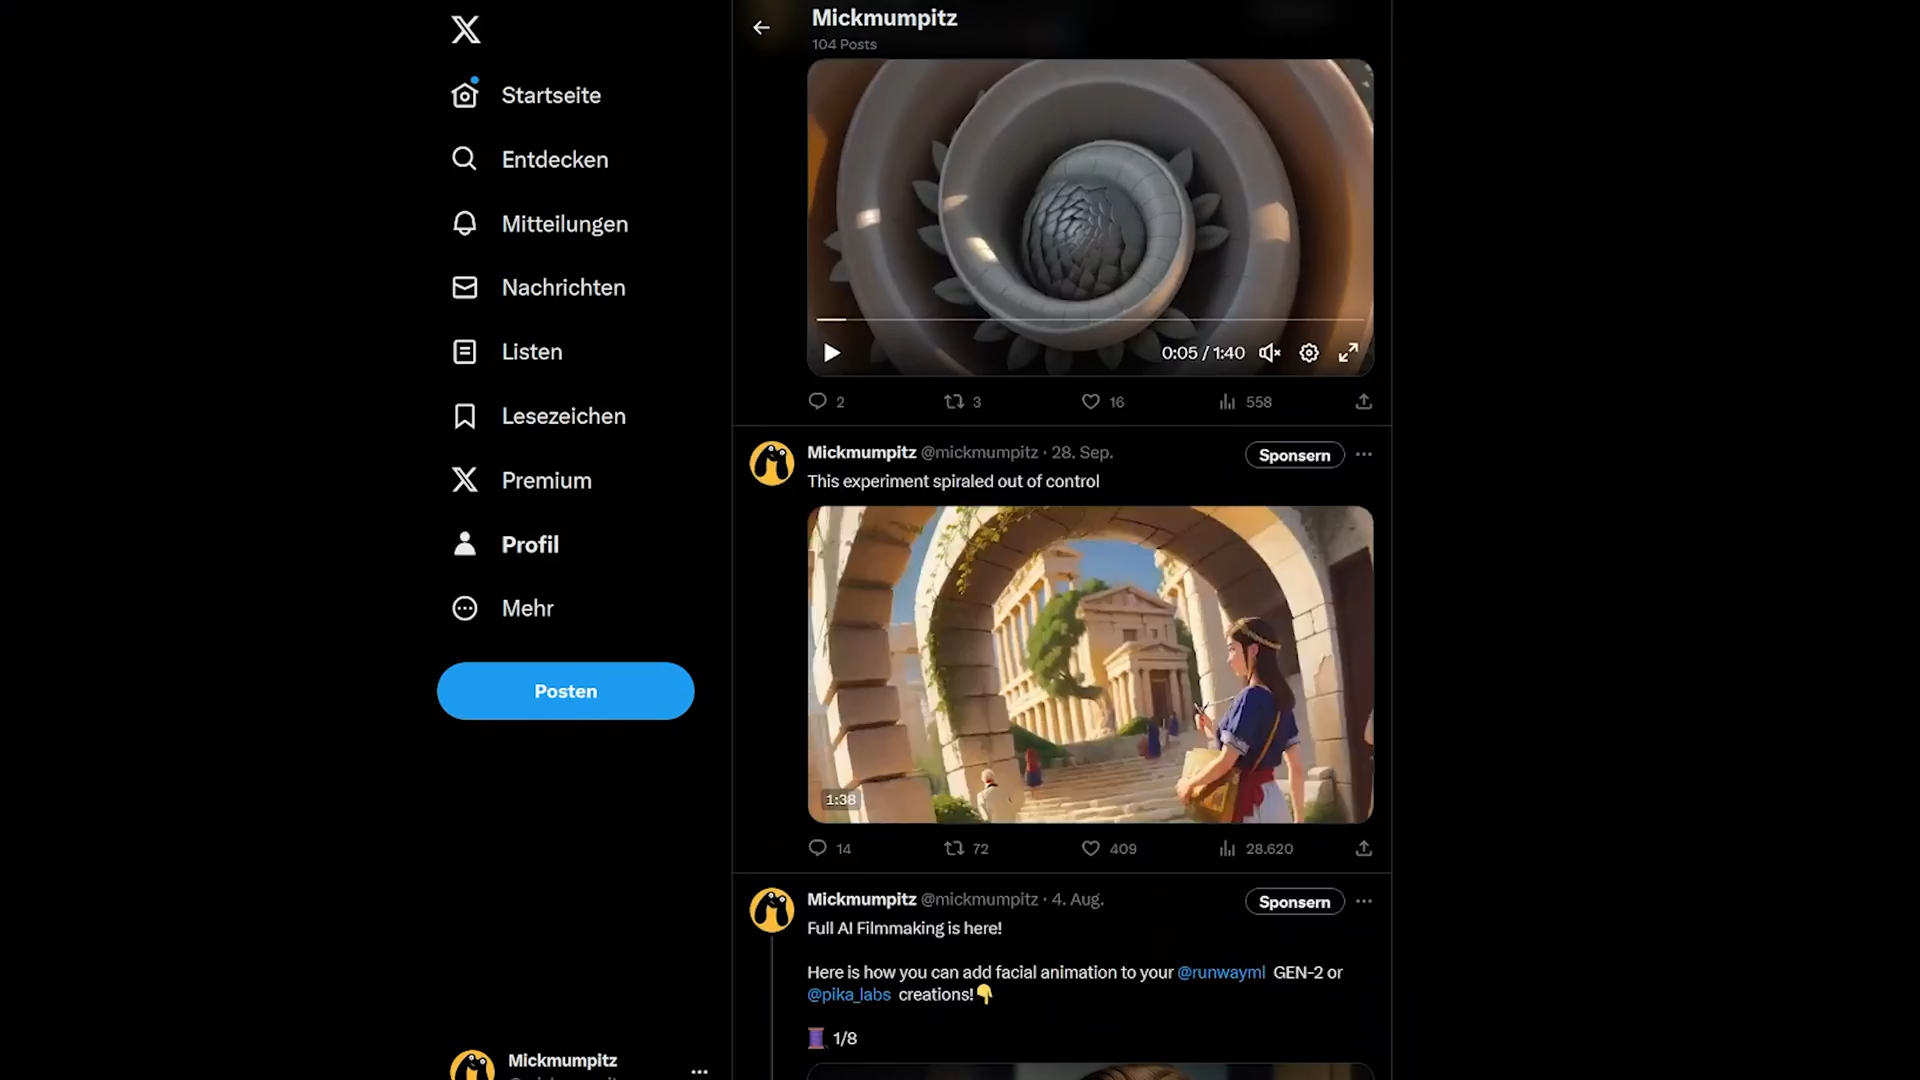 Startseite
Entdecken
Mitteilungen
Nachrichten
Listen
Lesezeichen
Premium
Profil
Mehr
Posten
Mickmumpitz
Mickmumpitz
104 Posts
0:05 / 1:40
2
3
16
558
Mickmumpitz @mickmumpitz · 28. Sep.
Sponsern
This experiment spiraled out of control
1:38
14
72
409
28.620
Mickmumpitz @mickmumpitz · 4. Aug.
Sponsern
Full AI Filmmaking is here!
Here is how you can add facial animation to your @runwayml GEN-2 or
@pika_labs creations!👇
🧵 1/8